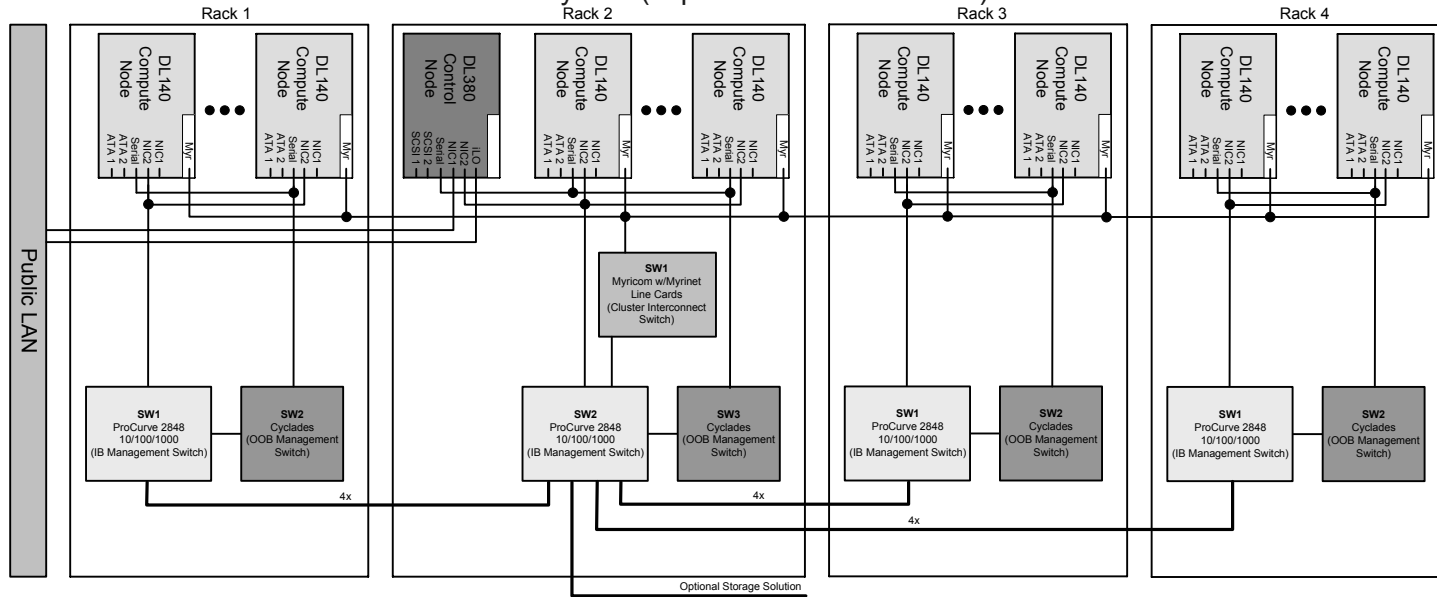 Rack 1
Rack 2
Rack 3
Rack 4
Public LAN
DL140
Compute
Node
Myr
NIC1
NIC2
Serial
ATA 2
ATA 1
DL140
Compute
Node
Myr
NIC1
NIC2
Serial
ATA 2
ATA 1
DL380
Control
Node
iLO
NIC2
NIC1
Serial
SCSI 2
SCSI 1
DL140
Compute
Node
Myr
NIC1
NIC2
Serial
ATA 2
ATA 1
DL140
Compute
Node
Myr
NIC1
NIC2
Serial
ATA 2
ATA 1
DL140
Compute
Node
Myr
NIC1
NIC2
Serial
ATA 2
ATA 1
DL140
Compute
Node
Myr
NIC1
NIC2
Serial
ATA 2
ATA 1
DL140
Compute
Node
Myr
NIC1
NIC2
Serial
ATA 2
ATA 1
DL140
Compute
Node
Myr
NIC1
NIC2
Serial
ATA 2
ATA 1
SW1
Myricom w/Myrinet
Line Cards
(Cluster Interconnect
Switch)
SW1
ProCurve 2848
10/100/1000
(IB Management Switch)
SW2
Cyclades
(OOB Management
Switch)
SW2
ProCurve 2848
10/100/1000
(IB Management Switch)
SW3
Cyclades
(OOB Management
Switch)
SW1
ProCurve 2848
10/100/1000
(IB Management Switch)
SW2
Cyclades
(OOB Management
Switch)
SW1
ProCurve 2848
10/100/1000
(IB Management Switch)
SW2
Cyclades
(OOB Management
Switch)
4x
4x
4x
Optional Storage Solution